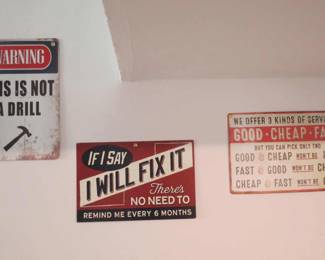 WARNING
IS IS NOT
A DRILL
IF I SAY
I WILL FIX IT
There's
NO NEED TO
REMIND ME EVERY 6 MONTHS
WE OFFER 3 KINDS OF SERV
GOOD · CHEAP · FA
BUT YOU CAN PICK ONLY TWO
GOOD @ CHEAP WON'T BE
FAST @ GOOD WON'T BE
CHEAP @ FAST WON'T BE